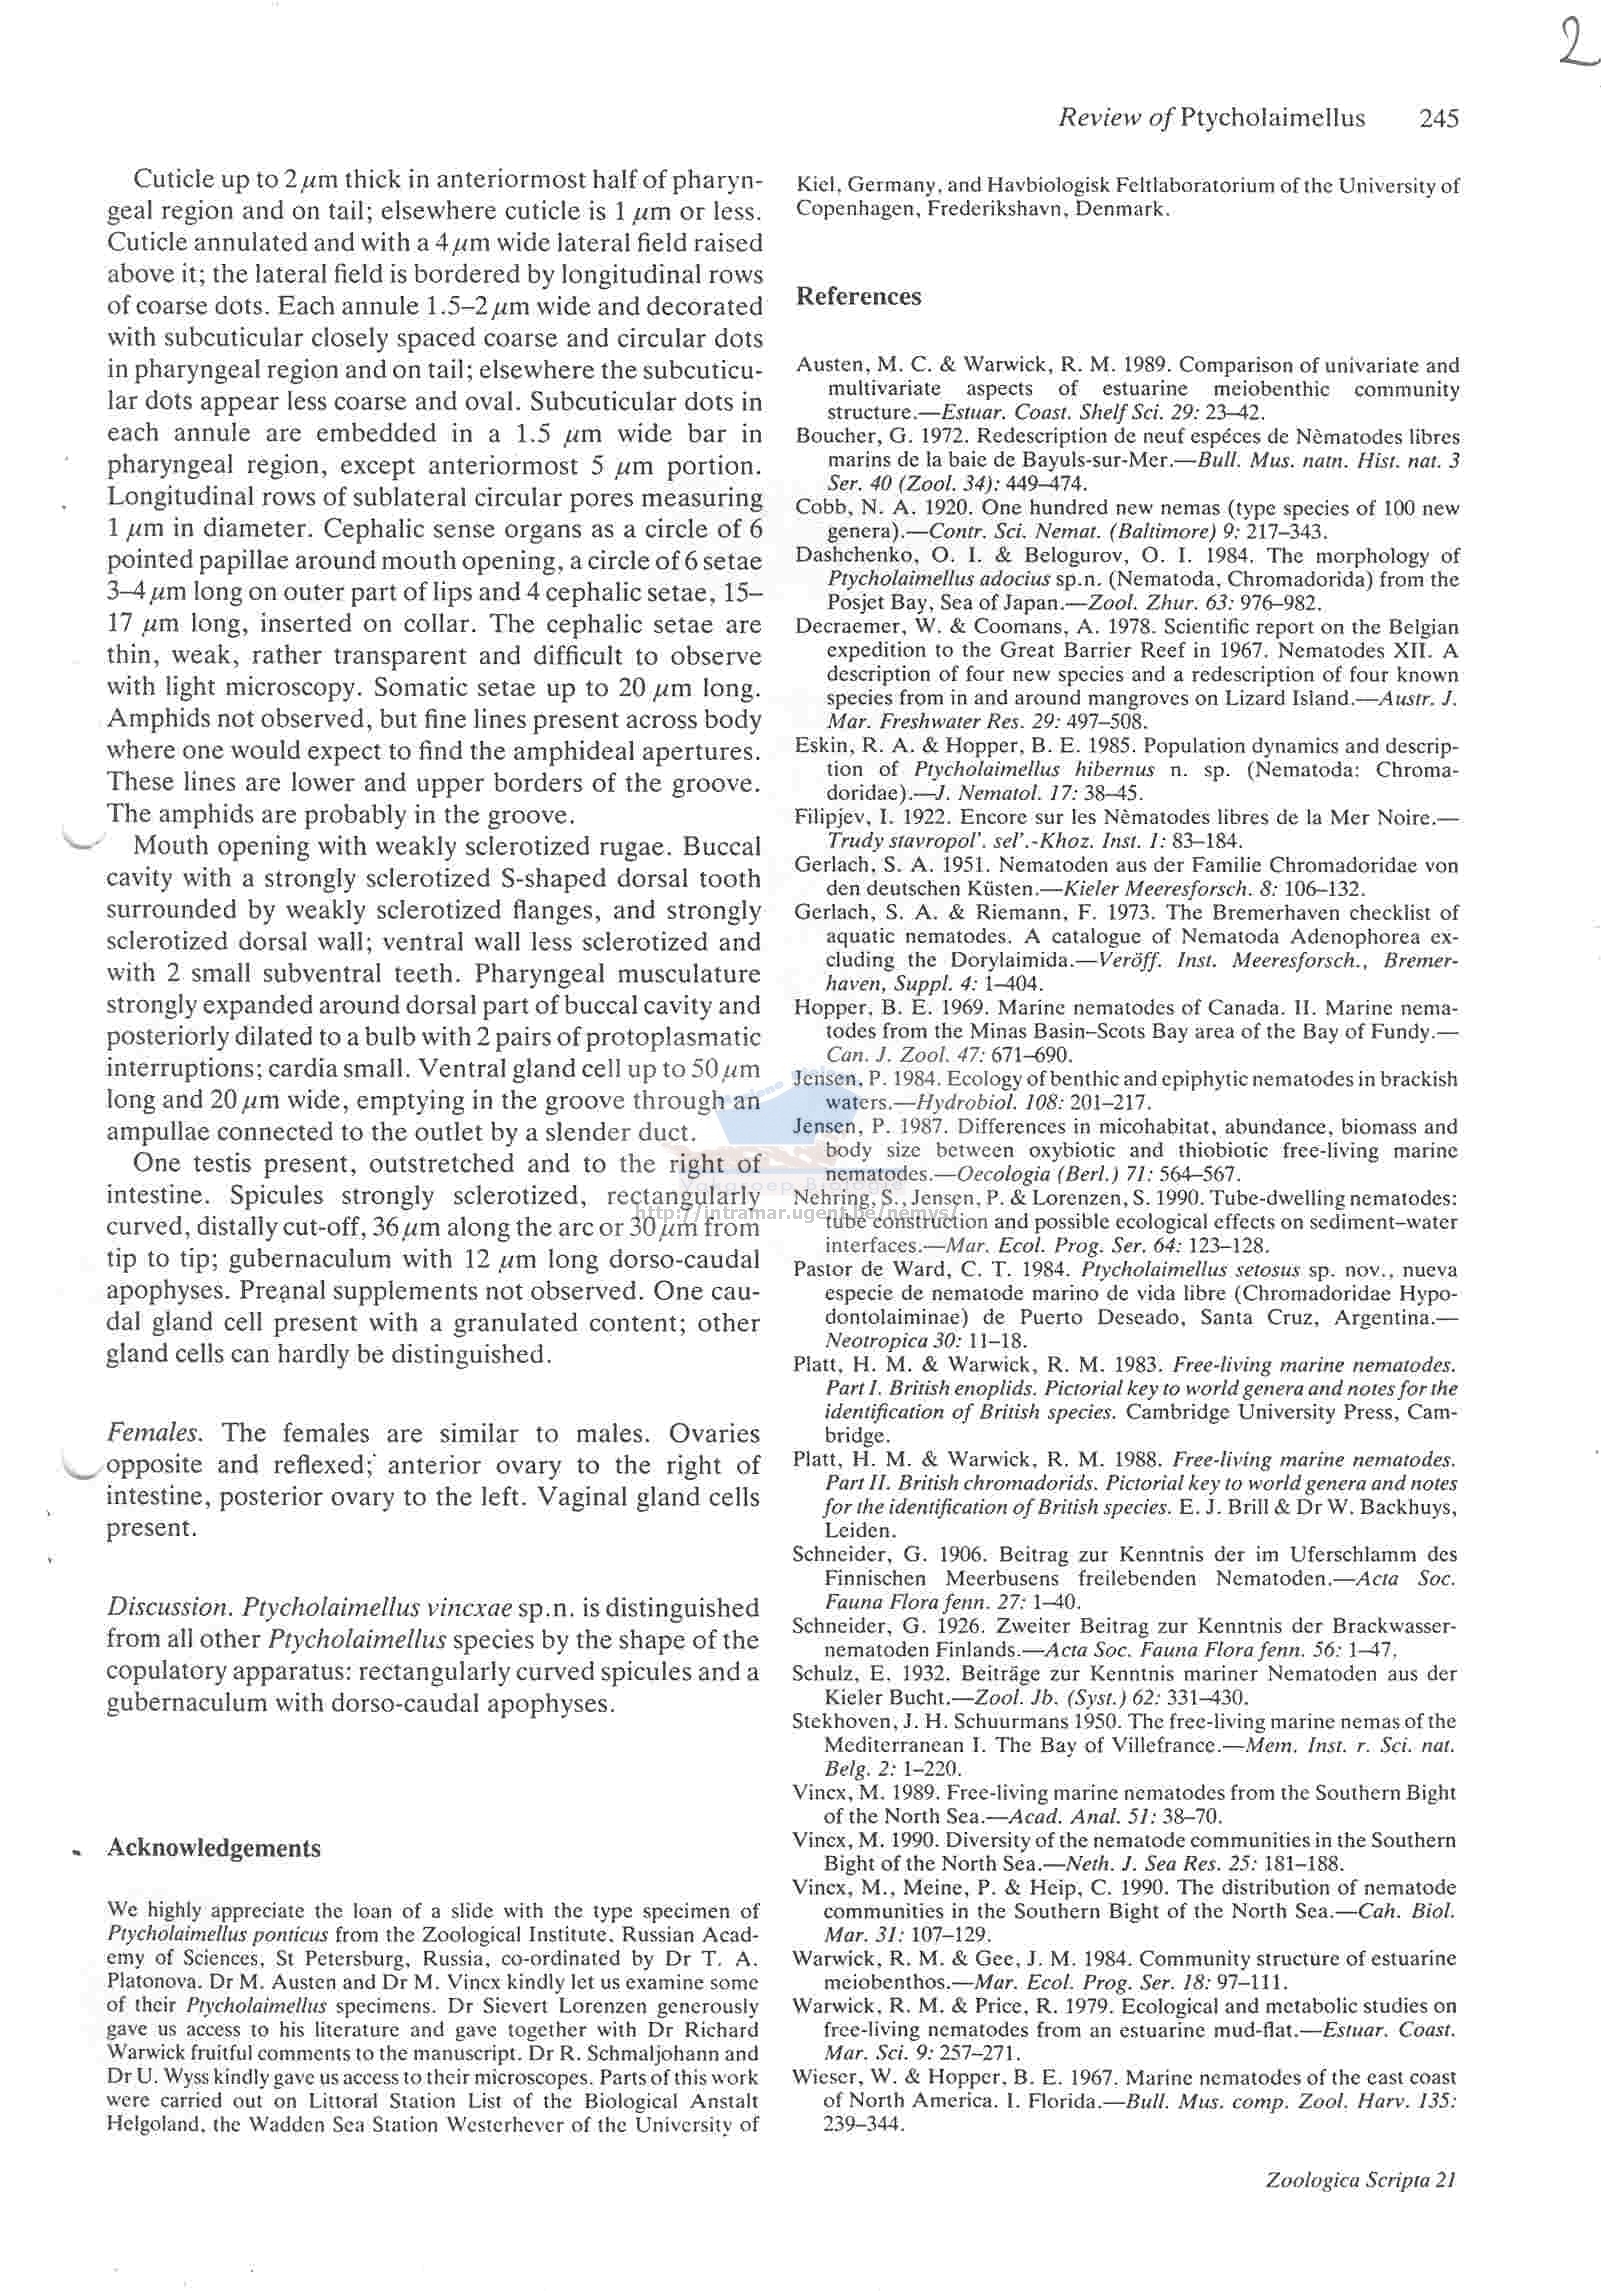 2
Review of Ptycholaimellus 245
Cuticle up to 2 µm thick in anteriormost half of pharyn-
geal region and on tail; elsewhere cuticle is 1 µm or less.
Cuticle annulated and with a 4 µm wide lateral field raised
above it; the lateral field is bordered by longitudinal rows
of coarse dots. Each annule 1.5–2 µm wide and decorated
with subcuticular closely spaced coarse and circular dots
in pharyngeal region and on tail; elsewhere the subcuticu-
lar dots appear less coarse and oval. Subcuticular dots in
each annule are embedded in a 1.5 µm wide bar in
pharyngeal region, except anteriormost 5 µm portion.
Longitudinal rows of sublateral circular pores measuring
1 µm in diameter. Cephalic sense organs as a circle of 6
pointed papillae around mouth opening, a circle of 6 setae
3–4 µm long on outer part of lips and 4 cephalic setae, 15–
17 µm long, inserted on collar. The cephalic setae are
thin, weak, rather transparent and difficult to observe
with light microscopy. Somatic setae up to 20 µm long.
Amphids not observed, but fine lines present across body
where one would expect to find the amphideal apertures.
These lines are lower and upper borders of the groove.
The amphids are probably in the groove.
Mouth opening with weakly sclerotized rugae. Buccal
cavity with a strongly sclerotized S-shaped dorsal tooth
surrounded by weakly sclerotized flanges, and strongly
sclerotized dorsal wall; ventral wall less sclerotized and
with 2 small subventral teeth. Pharyngeal musculature
strongly expanded around dorsal part of buccal cavity and
posteriorly dilated to a bulb with 2 pairs of protoplasmatic
interruptions; cardia small. Ventral gland cell up to 50 µm
long and 20 µm wide, emptying in the groove through an
ampullae connected to the outlet by a slender duct.
One testis present, outstretched and to the right of
intestine. Spicules strongly sclerotized, rectangularly
curved, distally cut-off, 36 µm along the arc or 30 µm from
tip to tip; gubernaculum with 12 µm long dorso-caudal
apophyses. Preanal supplements not observed. One cau-
dal gland cell present with a granulated content; other
gland cells can hardly be distinguished.
Females. The females are similar to males. Ovaries
opposite and reflexed; anterior ovary to the right of
intestine, posterior ovary to the left. Vaginal gland cells
present.
Discussion. Ptycholaimellus vincxae sp.n. is distinguished
from all other Ptycholaimellus species by the shape of the
copulatory apparatus: rectangularly curved spicules and a
gubernaculum with dorso-caudal apophyses.
Acknowledgements
We highly appreciate the loan of a slide with the type specimen of
Ptycholaimellus ponticus from the Zoological Institute, Russian Acad-
emy of Sciences, St Petersburg, Russia, co-ordinated by Dr T. A.
Platonova. Dr M. Austen and Dr M. Vincx kindly let us examine some
of their Ptycholaimellus specimens. Dr Sievert Lorenzen generously
gave us access to his literature and gave together with Dr Richard
Warwick fruitful comments to the manuscript. Dr R. Schmaljohann and
Dr U. Wyss kindly gave us access to their microscopes. Parts of this work
were carried out on Littoral Station List of the Biological Anstalt
Helgoland, the Wadden Sea Station Westerhever of the University of
Kiel, Germany, and Havbiologisk Feltlaboratorium of the University of
Copenhagen, Frederikshavn, Denmark.
References
Austen, M. C. & Warwick, R. M. 1989. Comparison of univariate and
multivariate aspects of estuarine meiobenthic community
structure.—Estuar. Coast. Shelf Sci. 29: 23–42.
Boucher, G. 1972. Redescription de neuf espéces de Nèmatodes libres
marins de la baie de Bayuls-sur-Mer.—Bull. Mus. natn. Hist. nat. 3
Ser. 40 (Zool. 34): 449–474.
Cobb, N. A. 1920. One hundred new nemas (type species of 100 new
genera).—Contr. Sci. Nemat. (Baltimore) 9: 217–343.
Dashchenko, O. I. & Belogurov, O. I. 1984. The morphology of
Ptycholaimellus adocius sp.n. (Nematoda, Chromadorida) from the
Posjet Bay, Sea of Japan.—Zool. Zhur. 63: 976–982.
Decraemer, W. & Coomans, A. 1978. Scientific report on the Belgian
expedition to the Great Barrier Reef in 1967. Nematodes XII. A
description of four new species and a redescription of four known
species from in and around mangroves on Lizard Island.—Austr. J.
Mar. Freshwater Res. 29: 497–508.
Eskin, R. A. & Hopper, B. E. 1985. Population dynamics and descrip-
tion of Ptycholaimellus hibernus n. sp. (Nematoda: Chroma-
doridae).—J. Nematol. 17: 38–45.
Filipjev, I. 1922. Encore sur les Nèmatodes libres de la Mer Noire.—
Trudy stavropol'. sel'.-Khoz. Inst. 1: 83–184.
Gerlach, S. A. 1951. Nematoden aus der Familie Chromadoridae von
den deutschen Küsten.—Kieler Meeresforsch. 8: 106–132.
Gerlach, S. A. & Riemann, F. 1973. The Bremerhaven checklist of
aquatic nematodes. A catalogue of Nematoda Adenophorea ex-
cluding the Dorylaimida.—Veröff. Inst. Meeresforsch., Bremer-
haven, Suppl. 4: 1–404.
Hopper, B. E. 1969. Marine nematodes of Canada. II. Marine nema-
todes from the Minas Basin–Scots Bay area of the Bay of Fundy.—
Can. J. Zool. 47: 671–690.
Jensen, P. 1984. Ecology of benthic and epiphytic nematodes in brackish
waters.—Hydrobiol. 108: 201–217.
Jensen, P. 1987. Differences in micohabitat, abundance, biomass and
body size between oxybiotic and thiobiotic free-living marine
nematodes.—Oecologia (Berl.) 71: 564–567.
Vakgroep Biologie
http://intramar.ugent.be/nemys/
Nehring, S., Jensen, P. & Lorenzen, S. 1990. Tube-dwelling nematodes:
tube construction and possible ecological effects on sediment–water
interfaces.—Mar. Ecol. Prog. Ser. 64: 123–128.
Pastor de Ward, C. T. 1984. Ptycholaimellus setosus sp. nov., nueva
especie de nematode marino de vida libre (Chromadoridae Hypo-
dontolaiminae) de Puerto Deseado, Santa Cruz, Argentina.—
Neotropica 30: 11–18.
Platt, H. M. & Warwick, R. M. 1983. Free-living marine nematodes.
Part I. British enoplids. Pictorial key to world genera and notes for the
identification of British species. Cambridge University Press, Cam-
bridge.
Platt, H. M. & Warwick, R. M. 1988. Free-living marine nematodes.
Part II. British chromadorids. Pictorial key to world genera and notes
for the identification of British species. E. J. Brill & Dr W. Backhuys,
Leiden.
Schneider, G. 1906. Beitrag zur Kenntnis der im Uferschlamm des
Finnischen Meerbusens freilebenden Nematoden.—Acta Soc.
Fauna Flora fenn. 27: 1–40.
Schneider, G. 1926. Zweiter Beitrag zur Kenntnis der Brackwasser-
nematoden Finlands.—Acta Soc. Fauna Flora fenn. 56: 1–47.
Schulz, E. 1932. Beiträge zur Kenntnis mariner Nematoden aus der
Kieler Bucht.—Zool. Jb. (Syst.) 62: 331–430.
Stekhoven, J. H. Schuurmans 1950. The free-living marine nemas of the
Mediterranean I. The Bay of Villefrance.—Mem. Inst. r. Sci. nat.
Belg. 2: 1–220.
Vincx, M. 1989. Free-living marine nematodes from the Southern Bight
of the North Sea.—Acad. Anal. 51: 38–70.
Vincx, M. 1990. Diversity of the nematode communities in the Southern
Bight of the North Sea.—Neth. J. Sea Res. 25: 181–188.
Vincx, M., Meine, P. & Heip, C. 1990. The distribution of nematode
communities in the Southern Bight of the North Sea.—Cah. Biol.
Mar. 31: 107–129.
Warwick, R. M. & Gee, J. M. 1984. Community structure of estuarine
meiobenthos.—Mar. Ecol. Prog. Ser. 18: 97–111.
Warwick, R. M. & Price, R. 1979. Ecological and metabolic studies on
free-living nematodes from an estuarine mud-flat.—Estuar. Coast.
Mar. Sci. 9: 257–271.
Wieser, W. & Hopper, B. E. 1967. Marine nematodes of the east coast
of North America. I. Florida.—Bull. Mus. comp. Zool. Harv. 135:
239–344.
Zoologica Scripta 21